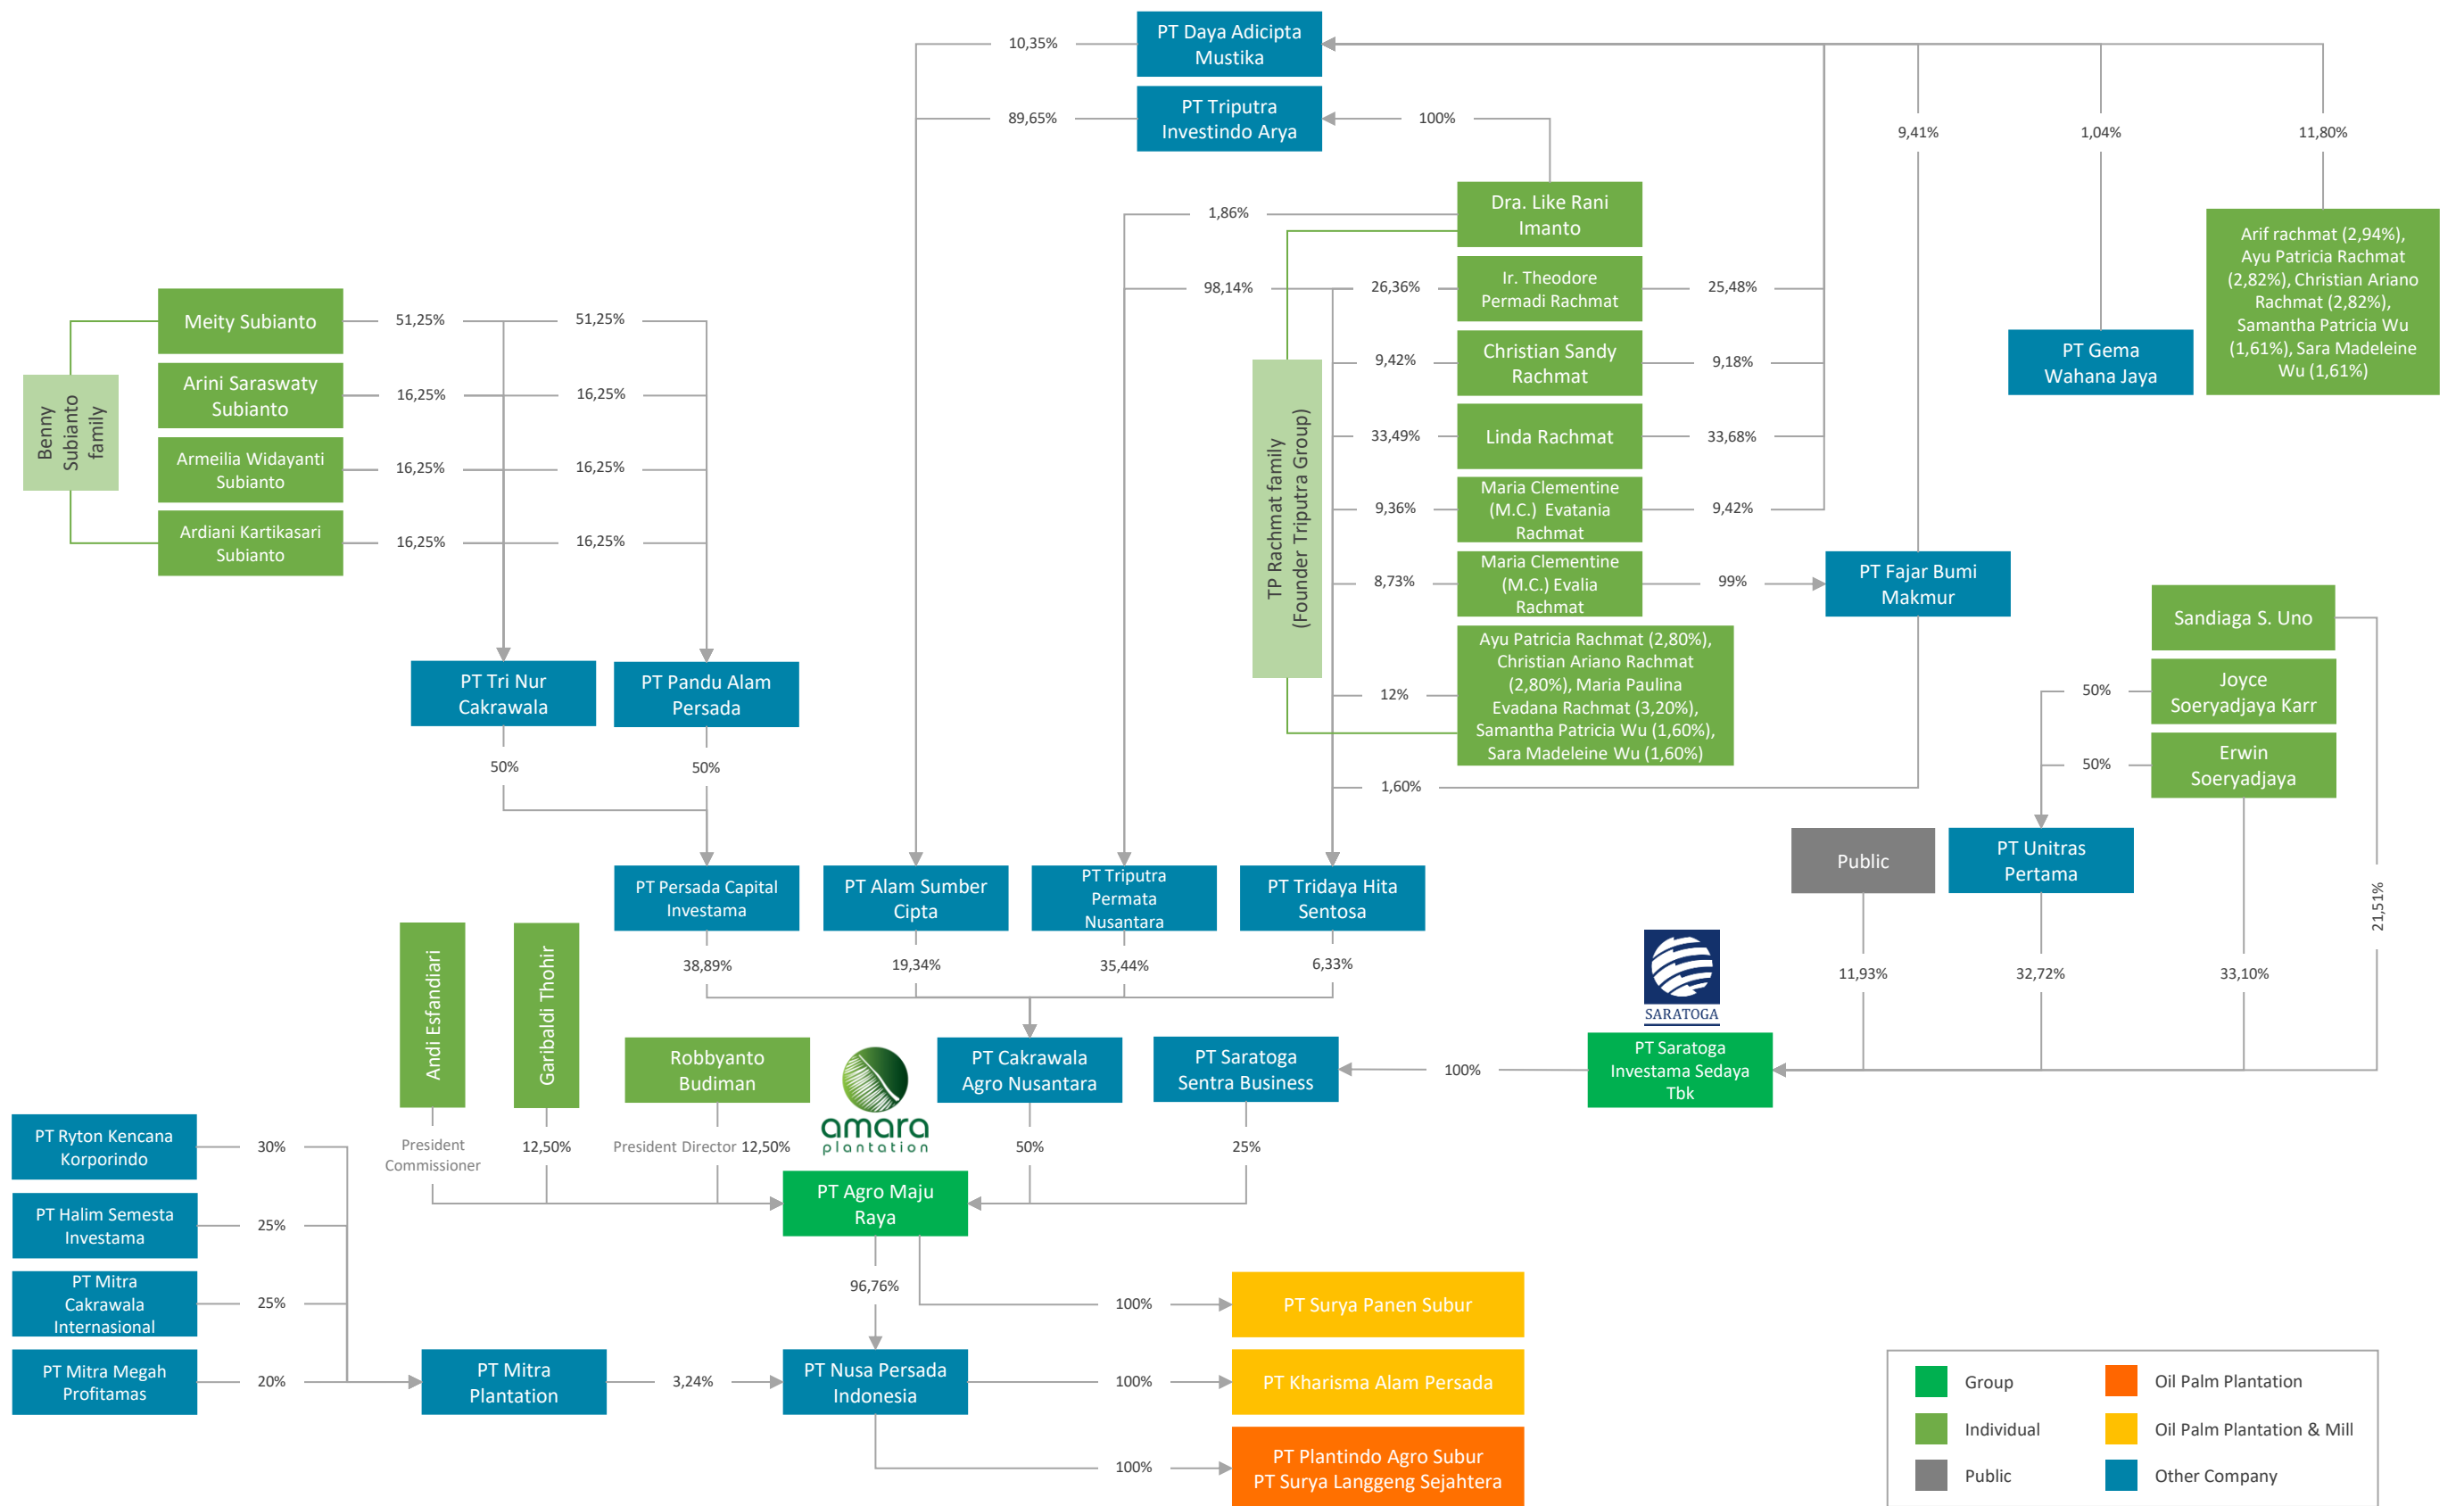 PT Daya Adicipta
Mustika
10,35%
PT Triputra
Investindo Arya
89,65%
100%
9,41%
1,04%
11,80%
Dra. Like Rani
Imanto
1,86%
Arif rachmat (2,94%),
Ayu Patricia Rachmat
(2,82%), Christian Ariano
Rachmat (2,82%),
Samantha Patricia Wu
(1,61%), Sara Madeleine
Wu (1,61%)
98,14%
26,36%
Ir. Theodore
Permadi Rachmat
25,48%
Meity Subianto
51,25%
51,25%
9,42%
Christian Sandy
Rachmat
9,18%
PT Gema
Wahana Jaya
Benny
Subianto
family
Arini Saraswaty
Subianto
16,25%
16,25%
TP Rachmat family
(Founder Triputra Group)
33,49%
Linda Rachmat
33,68%
Armeilia Widayanti
Subianto
16,25%
16,25%
9,36%
Maria Clementine
(M.C.) Evatania
Rachmat
9,42%
Ardiani Kartikasari
Subianto
16,25%
16,25%
8,73%
Maria Clementine
(M.C.) Evalia
Rachmat
99%
PT Fajar Bumi
Makmur
Sandiaga S. Uno
12%
Ayu Patricia Rachmat (2,80%),
Christian Ariano Rachmat
(2,80%), Maria Paulina
Evadana Rachmat (3,20%),
Samantha Patricia Wu (1,60%),
Sara Madeleine Wu (1,60%)
PT Tri Nur
Cakrawala
PT Pandu Alam
Persada
50%
Joyce
Soeryadjaya Karr
50%
50%
50%
Erwin
Soeryadjaya
1,60%
PT Persada Capital
Investama
PT Alam Sumber
Cipta
PT Triputra
Permata
Nusantara
PT Tridaya Hita
Sentosa
Public
PT Unitras
Pertama
21,51%
38,89%
19,34%
35,44%
6,33%
SARATOGA
11,93%
32,72%
33,10%
Andi Esfandiari
Garibaldi Thohir
Robbyanto
Budiman
PT Cakrawala
Agro Nusantara
PT Saratoga
Sentra Business
100%
PT Saratoga
Investama Sedaya
Tbk
amara
plantation
PT Ryton Kencana
Korporindo
30%
President
Commissioner
12,50%
President Director 12,50%
50%
25%
PT Agro Maju
Raya
PT Halim Semesta
Investama
25%
96,76%
PT Mitra
Cakrawala
Internasional
25%
100%
PT Surya Panen Subur
PT Mitra Megah
Profitamas
20%
PT Mitra
Plantation
3,24%
PT Nusa Persada
Indonesia
100%
PT Kharisma Alam Persada
100%
PT Plantindo Agro Subur
PT Surya Langgeng Sejahtera
Group
Oil Palm Plantation
Individual
Oil Palm Plantation & Mill
Public
Other Company